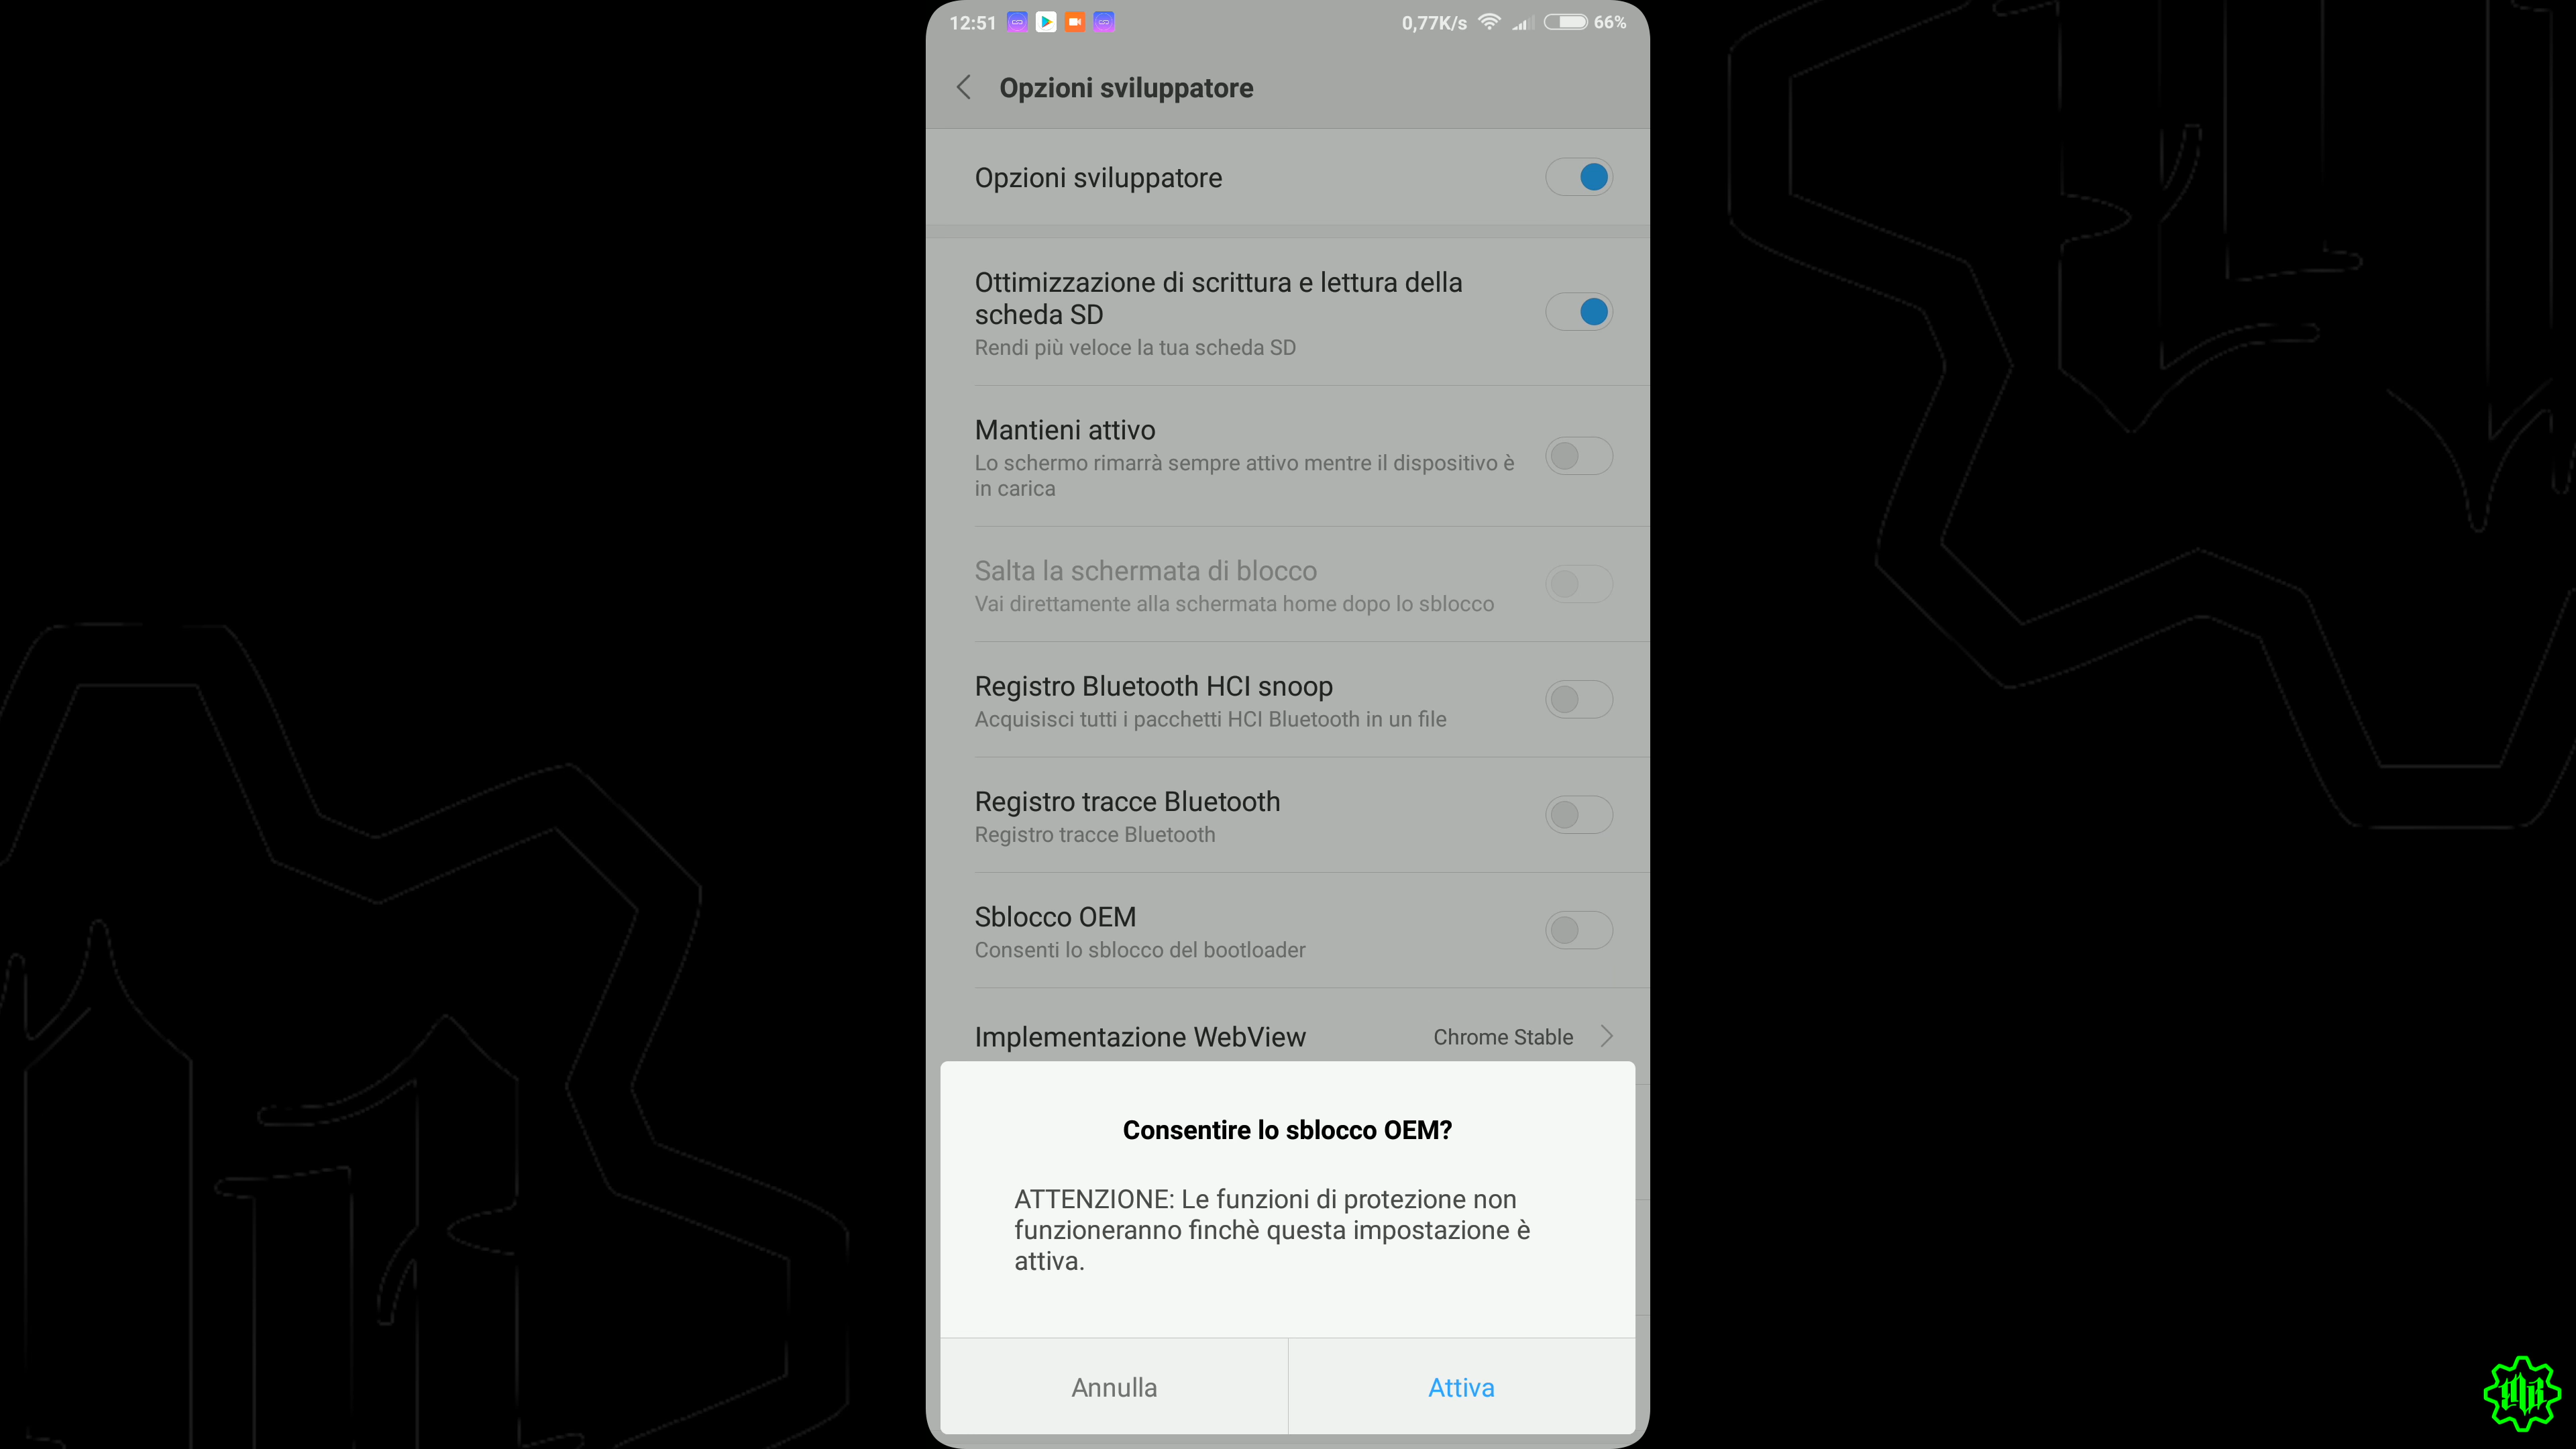 12:51 0,77K/s 66%
Opzioni sviluppatore
Opzioni sviluppatore
Ottimizzazione di scrittura e lettura della
scheda SD
Rendi più veloce la tua scheda SD
Mantieni attivo
Lo schermo rimarrà sempre attivo mentre il dispositivo è
in carica
Salta la schermata di blocco
Vai direttamente alla schermata home dopo lo sblocco
Registro Bluetooth HCI snoop
Acquisisci tutti i pacchetti HCI Bluetooth in un file
Registro tracce Bluetooth
Registro tracce Bluetooth
Sblocco OEM
Consenti lo sblocco del bootloader
Implementazione WebView Chrome Stable
Consentire lo sblocco OEM?
ATTENZIONE: Le funzioni di protezione non
funzioneranno finchè questa impostazione è
attiva.
Annulla Attiva